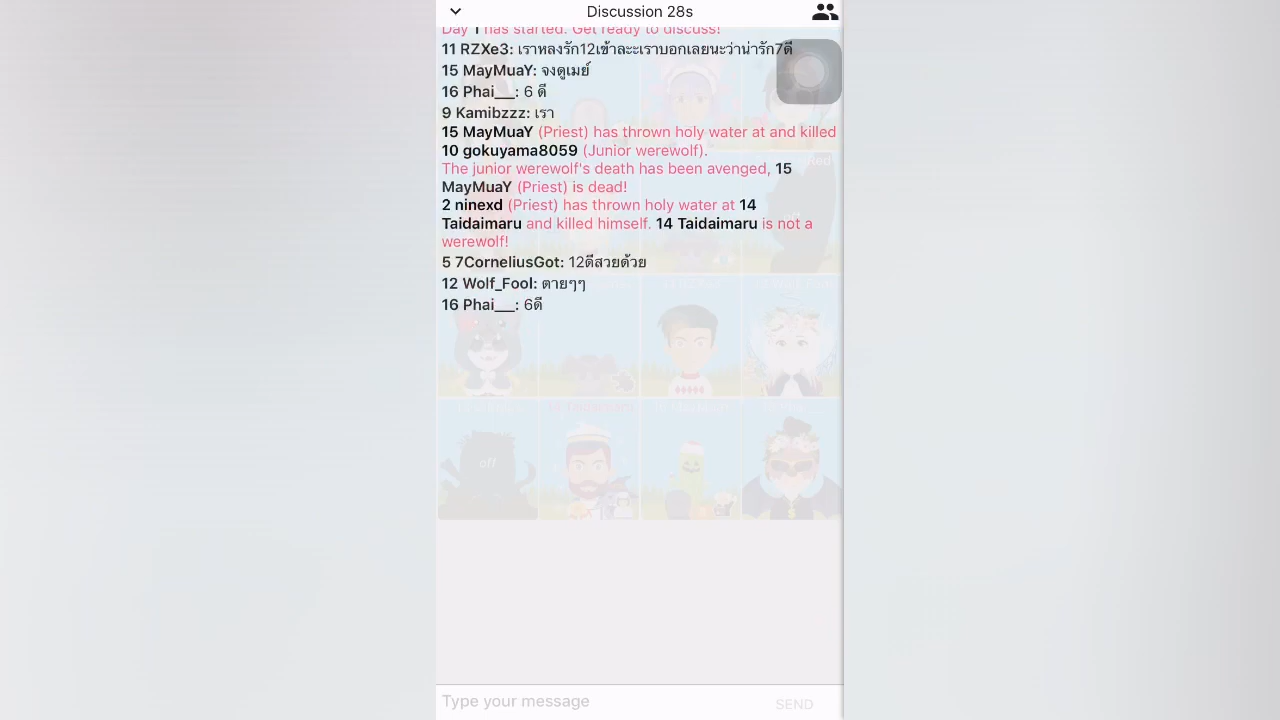 Discussion 28s
Day 1 has started. Get ready to discuss!
11 RZXe3: เราหลงรัก12เข้าละะเราบอกเลยนะว่าน่ารัก7ดี
15 MayMuaY: จงดูเมย์
16 Phai___: 6 ดี
9 Kamibzzz: เรา
15 MayMuaY (Priest) has thrown holy water at and killed
10 gokuyama8059 (Junior werewolf).
The junior werewolf's death has been avenged, 15
MayMuaY (Priest) is dead!
2 ninexd (Priest) has thrown holy water at 14
Taidaimaru and killed himself. 14 Taidaimaru is not a
werewolf!
5 7CorneliusGot: 12ดีสวยด้วย
12 Wolf_Fool: ตายๆๆ
16 Phai___: 6ดี
off
Type your message
SEND